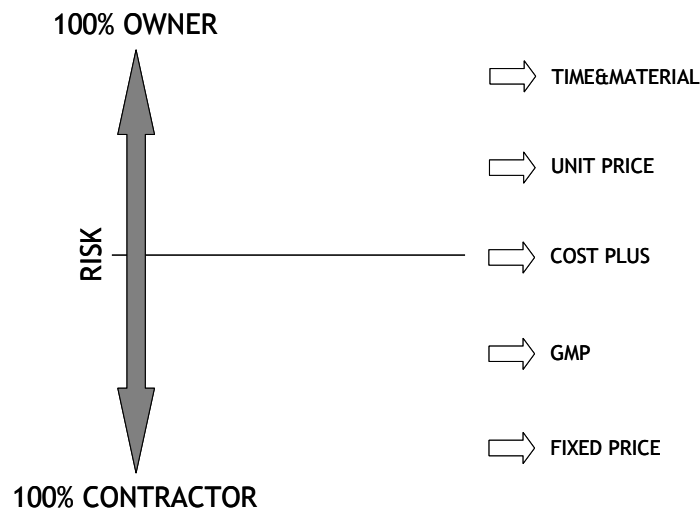 100% OWNER
TIME&MATERIAL
UNIT PRICE
RISK
COST PLUS
GMP
FIXED PRICE
100% CONTRACTOR